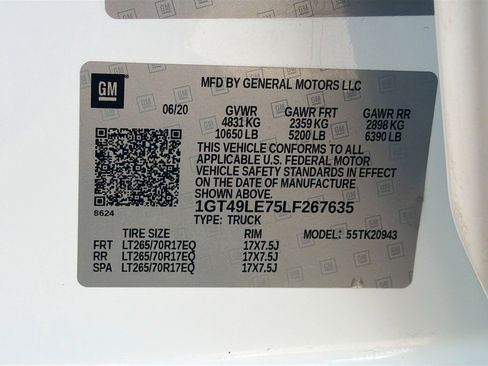 GM
MFD BY GENERAL MOTORS LLC
06/20 GVWR GAWR FRT GAWR RR
4831 KG 2359 KG 2898 KG
10650 LB 5200 LB 6390 LB
THIS VEHICLE CONFORMS TO ALL
APPLICABLE U.S. FEDERAL MOTOR
VEHICLE SAFETY STANDARDS IN EFFECT
ON THE DATE OF MANUFACTURE
SHOWN ABOVE.
1GT49LE75LF267635
8624
TYPE: TRUCK
TIRE SIZE RIM MODEL: 55TK20943
FRT LT265/70R17EQ 17X7.5J
RR LT265/70R17EQ 17X7.5J
SPA LT265/70R17EQ 17X7.5J